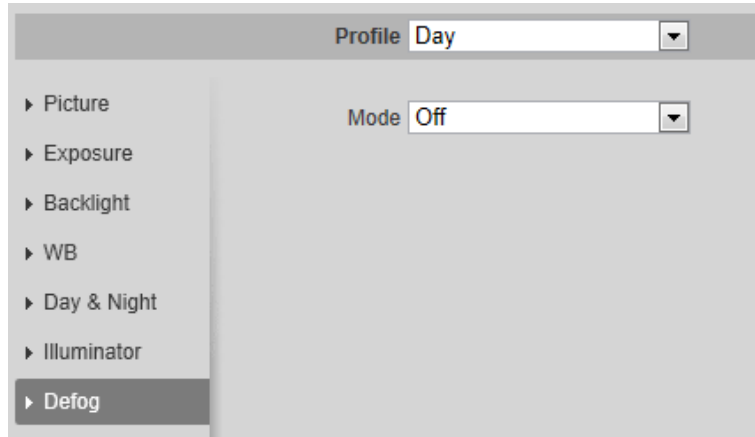 Profile Day
Picture
Mode Off
Exposure
Backlight
WB
Day & Night
Illuminator
Defog